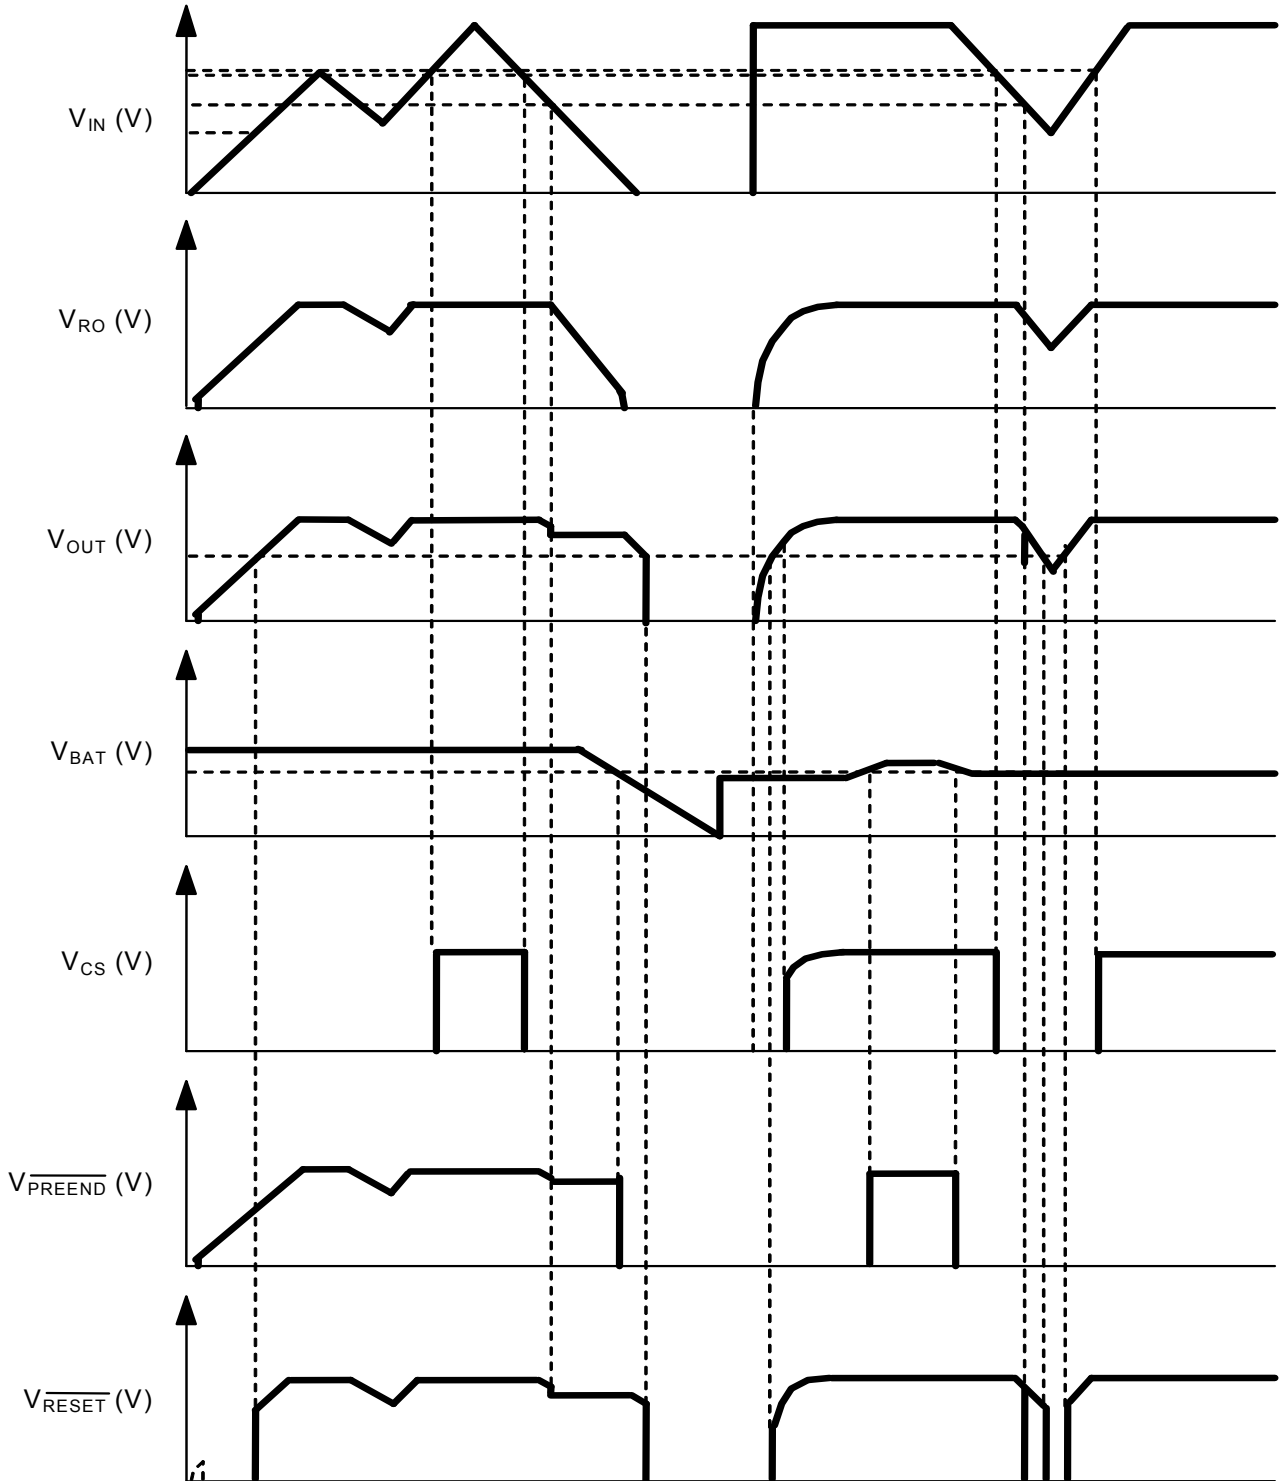 V_IN (V)
V_RO (V)
V_OUT (V)
V_BAT (V)
V_CS (V)
V_PREEND (V)
V_RESET (V)